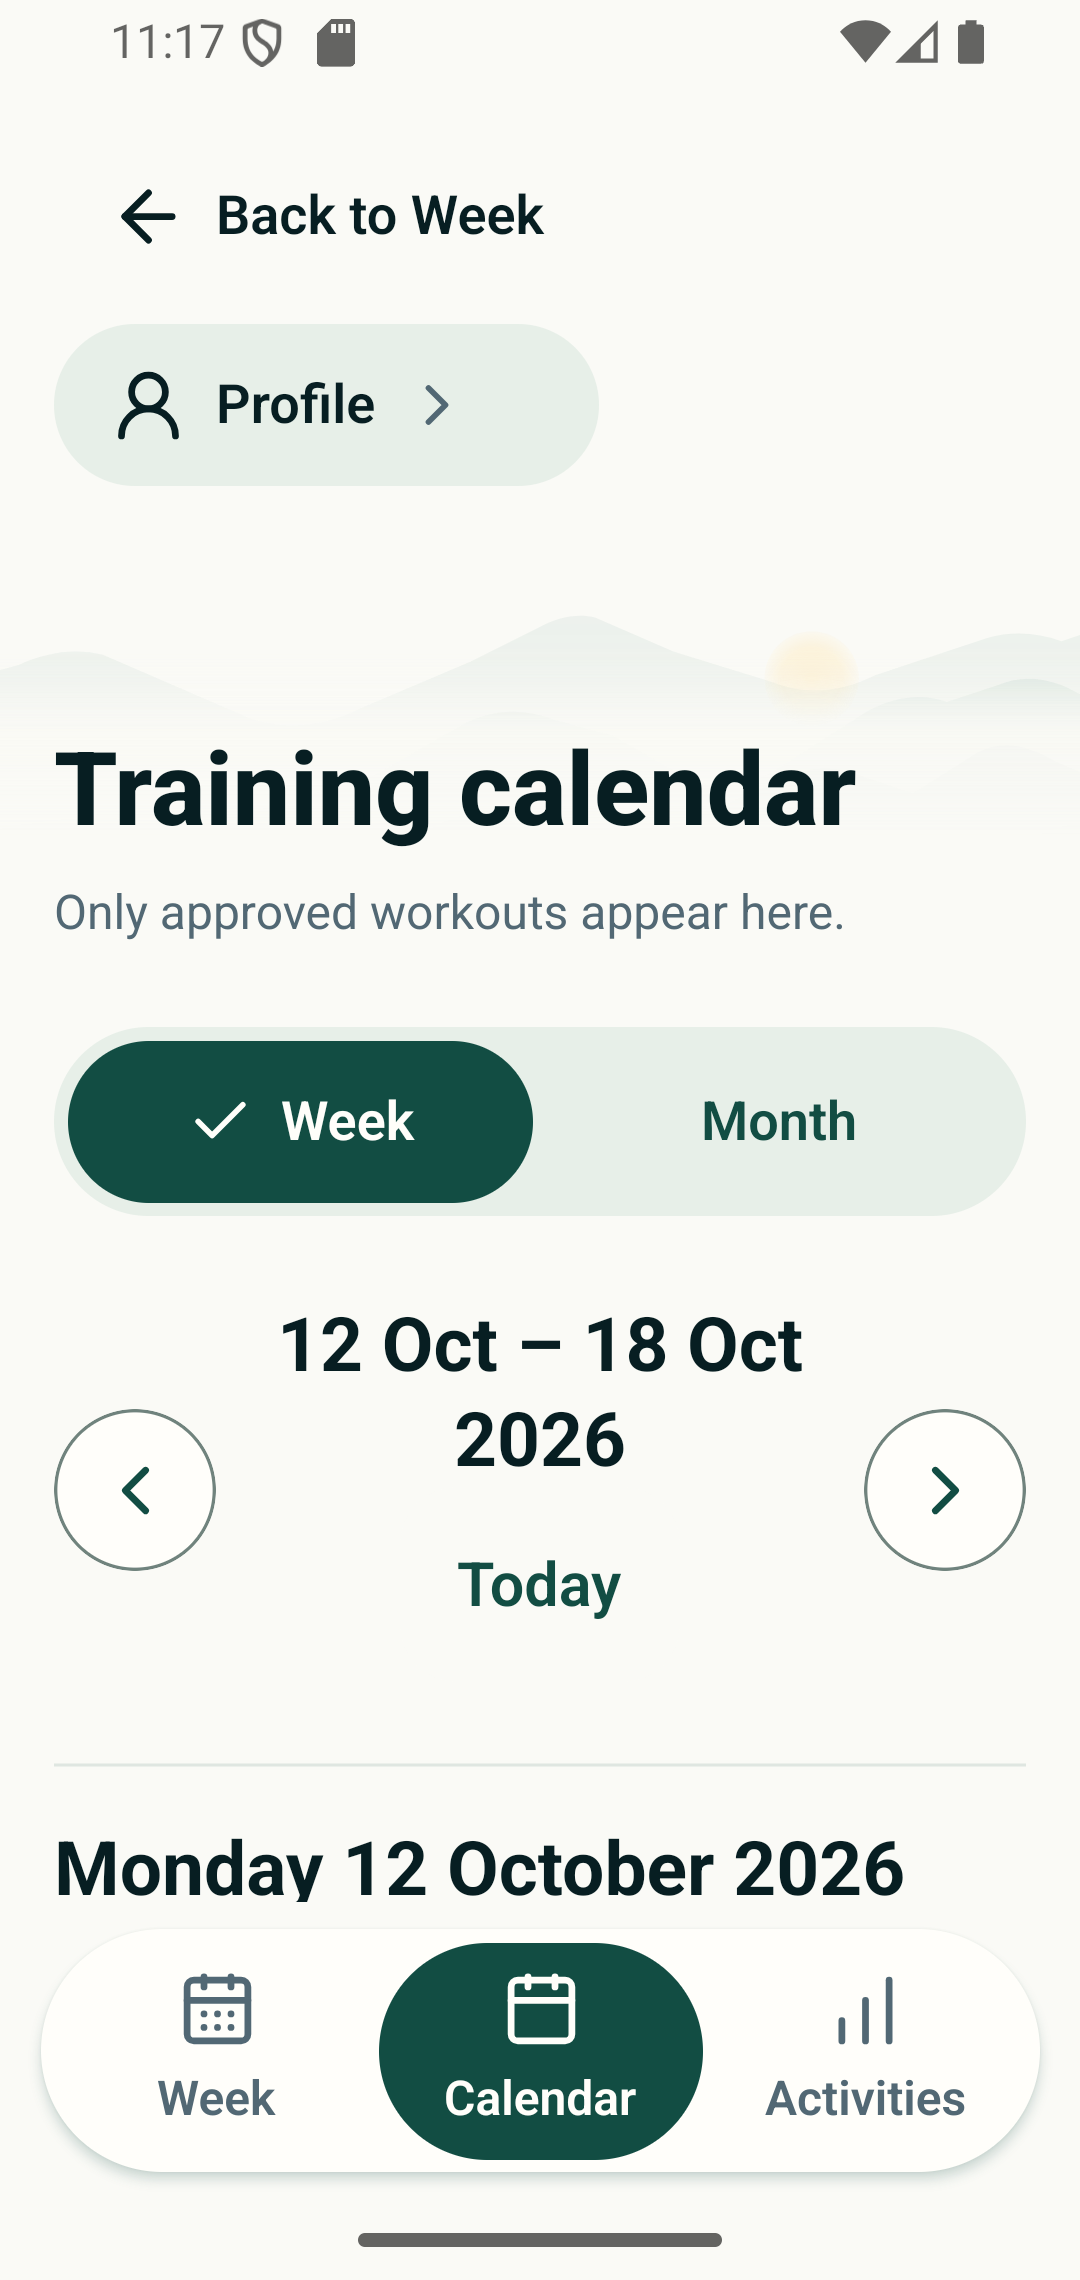 11:17
Back to Week
Profile
Training calendar
Only approved workouts appear here.
Week
Month
12 Oct – 18 Oct
2026
Today
Monday 12 October 2026
Week
Calendar
Activities